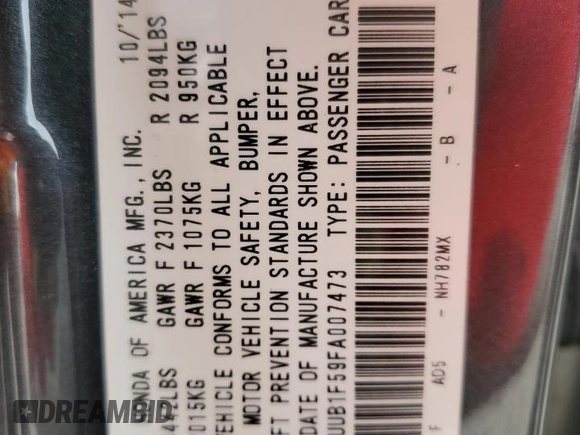 NDA OF AMERICA MFG., INC. 10/'14
LBS GAWR F 2370LBS R 2094LBS
015KG GAWR F 1075KG R 950KG
EHICLE CONFORMS TO ALL APPLICABLE
MOTOR VEHICLE SAFETY, BUMPER,
FT PREVENTION STANDARDS IN EFFECT
DATE OF MANUFACTURE SHOWN ABOVE.
UUB1F59FA007473 TYPE: PASSENGER CAR
F AD5 - NH782MX - B - A
DREAMBID